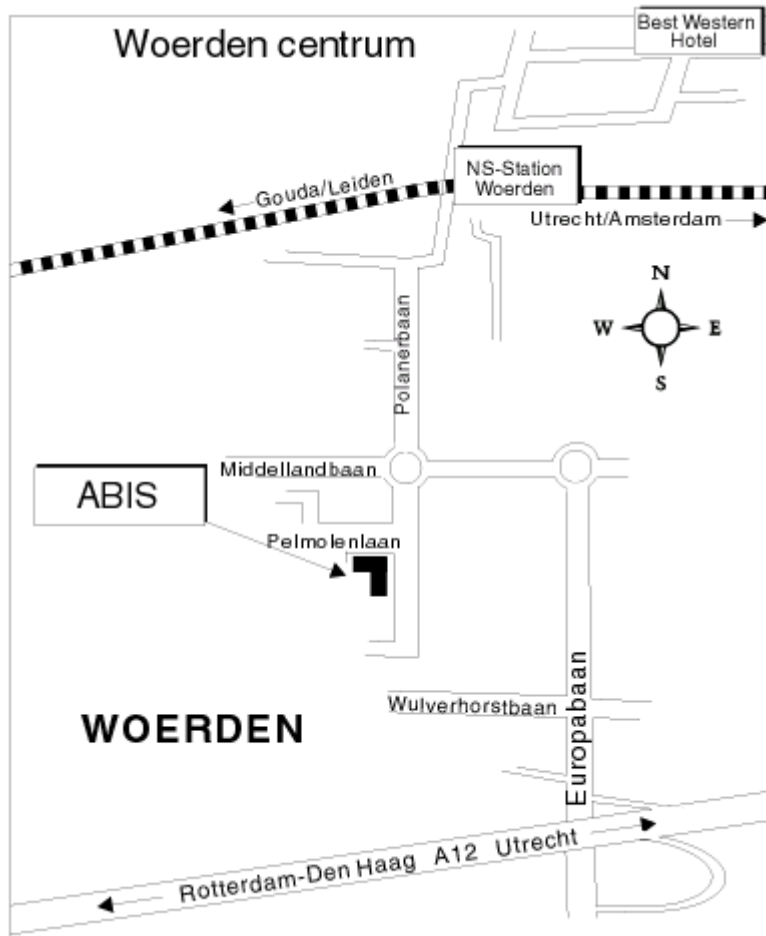 Woerden centrum
Best Western
Hotel
NS-Station
Woerden
Gouda/Leiden
Utrecht/Amsterdam
N
W E
S
Polanerbaan
Middellandbaan
ABIS
Pelmolenlaan
WOERDEN
Wulverhorstbaan
Europabaan
Rotterdam-Den Haag A12 Utrecht